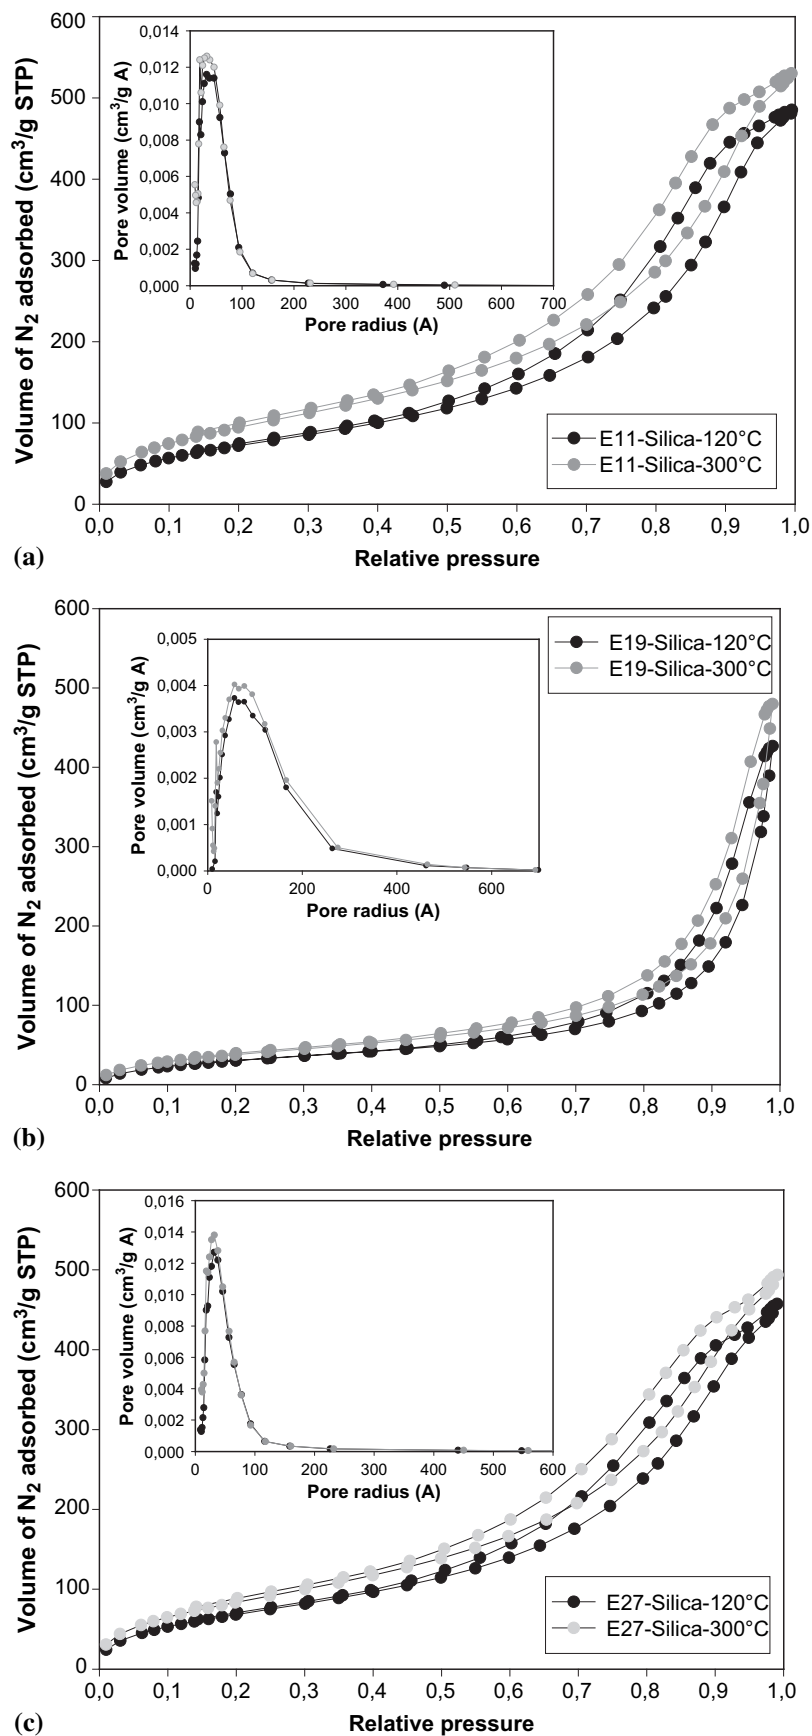 600
500
400
300
200
100
0
Volume of N2 adsorbed (cm3/g STP)
0,014
0,012
0,010
0,008
0,006
0,004
0,002
0,000
Pore volume (cm3/g A)
0 100 200 300 400 500 600 700
Pore radius (A)
E11-Silica-120°C
E11-Silica-300°C
0,0 0,1 0,2 0,3 0,4 0,5 0,6 0,7 0,8 0,9 1,0
(a)
Relative pressure
600
500
400
300
200
100
0
Volume of N2 adsorbed (cm3/g STP)
E19-Silica-120°C
E19-Silica-300°C
0,005
0,004
0,003
0,002
0,001
0,000
Pore volume (cm3/g A)
0 200 400 600
Pore radius (A)
0,0 0,1 0,2 0,3 0,4 0,5 0,6 0,7 0,8 0,9 1,0
(b)
Relative pressure
600
500
400
300
200
100
0
Volume of N2 adsorbed (cm3/g STP)
0,016
0,014
0,012
0,010
0,008
0,006
0,004
0,002
0,000
Pore volume (cm3/g A)
0 100 200 300 400 500 600
Pore radius (A)
E27-Silica-120°C
E27-Silica-300°C
0,0 0,1 0,2 0,3 0,4 0,5 0,6 0,7 0,8 0,9 1,0
(c)
Relative pressure